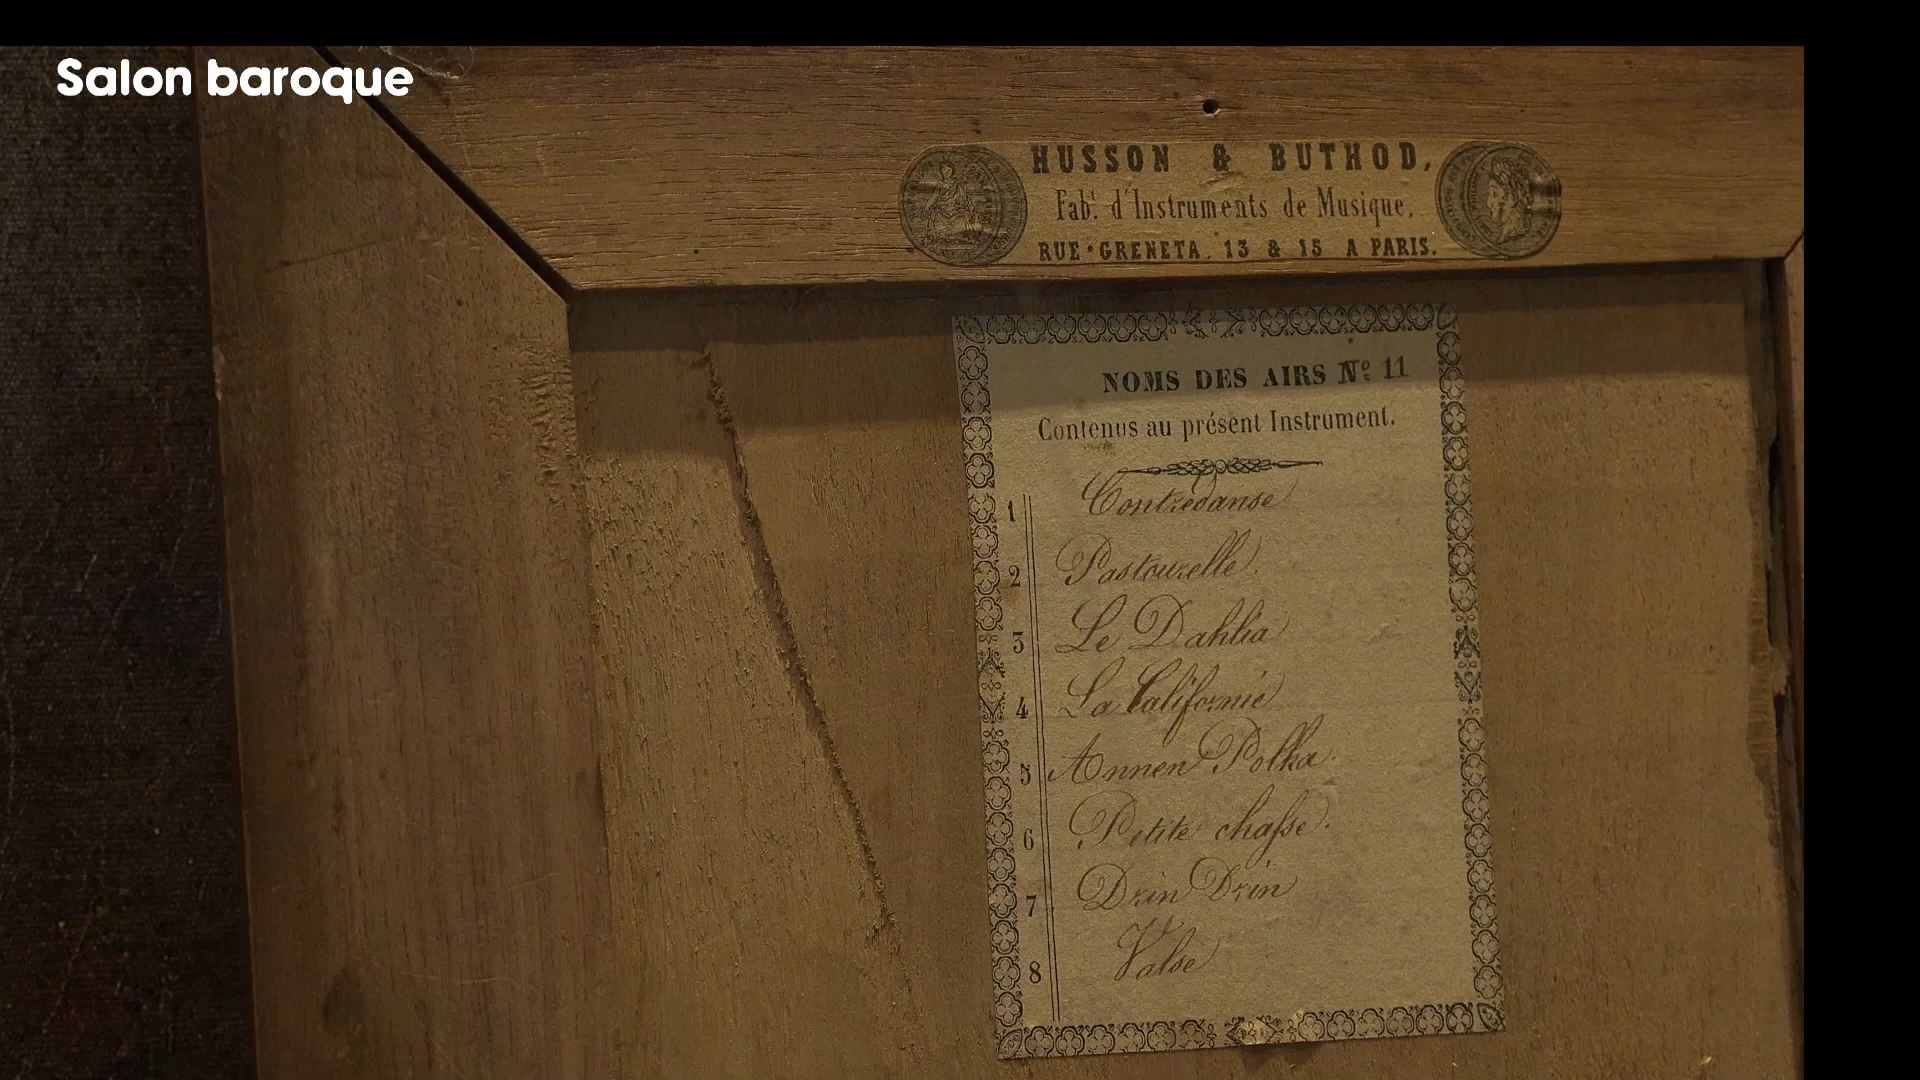 Salon baroque
HUSSON & BUTHOD,
Fabt. d'Instruments de Musique,
RUE GRENETA. 13 & 15 A PARIS.
NOMS DES AIRS No. 11
Contenus au présent Instrument.
1 Contredanse
2 Pastourelle.
3 Le Dahlia
4 La Californie
5 Annen Polka.
6 Petite chasse.
7 Drin Drin
8 Valse